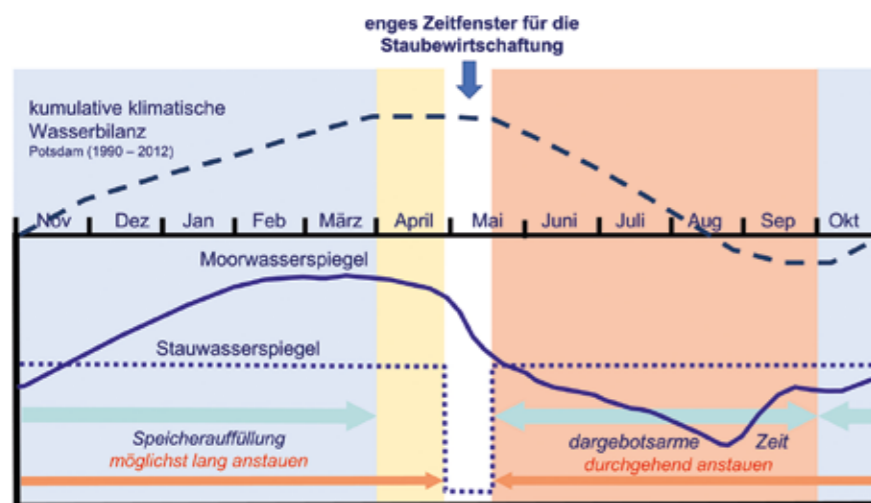 enges Zeitfenster für die
Staubewirtschaftung
kumulative klimatische
Wasserbilanz
Potsdam (1990 – 2012)
Nov Dez Jan Feb März April Mai Juni Juli Aug Sep Okt
Moorwasserspiegel
Stauwasserspiegel
Speicherauffüllung
möglichst lang anstauen
dargebotsarme Zeit
durchgehend anstauen